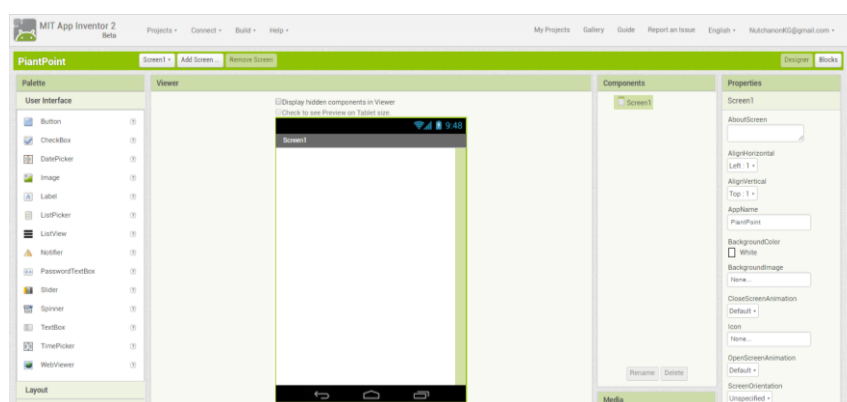 MIT App Inventor 2
Beta
Projects Connect Build Help
My Projects Gallery Guide Report an Issue English NutchanonKG@gmail.com
PiantPoint
Screen1 Add Screen ... Remove Screen
Designer Blocks
Palette
User Interface
Button
CheckBox
DatePicker
Image
Label
ListPicker
ListView
Notifier
PasswordTextBox
Slider
Spinner
TextBox
TimePicker
WebViewer
Layout
Viewer
Display hidden components in Viewer
Check to see Preview on Tablet size.
9:48
Screen1
Components
Screen1
Rename Delete
Media
Properties
Screen1
AboutScreen
AlignHorizontal
Left : 1
AlignVertical
Top : 1
AppName
PiantPoint
BackgroundColor
White
BackgroundImage
None...
CloseScreenAnimation
Default
Icon
None...
OpenScreenAnimation
Default
ScreenOrientation
Unspecified